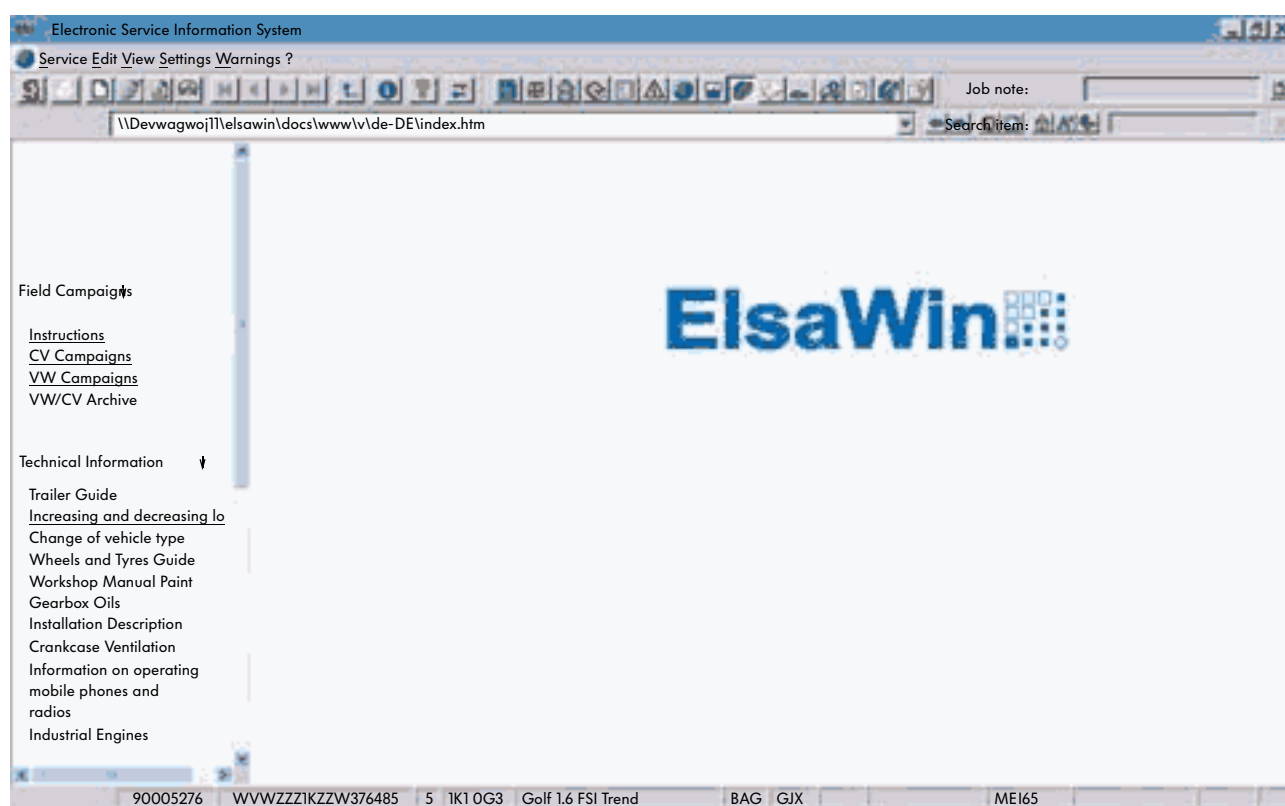 Electronic Service Information System
Service Edit View Settings Warnings ?
Job note:
\\Devwagwoj11\elsawin\docs\www\v\de-DE\index.htm
Search item:
Field Campaigns
Instructions
CV Campaigns
VW Campaigns
VW/CV Archive
Technical Information
Trailer Guide
Increasing and decreasing lo
Change of vehicle type
Wheels and Tyres Guide
Workshop Manual Paint
Gearbox Oils
Installation Description
Crankcase Ventilation
Information on operating
mobile phones and
radios
Industrial Engines
ElsaWin
90005276 WVWZZZ1KZZW376485 5 1K1 0G3 Golf 1.6 FSI Trend BAG GJX MEI65